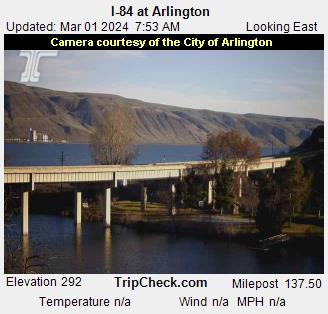 I-84 at Arlington
Updated: Mar 01 2024 7:53 AM Looking East
Camera courtesy of the City of Arlington
Elevation 292 TripCheck.com Milepost 137.50
Temperature n/a Wind n/a MPH n/a